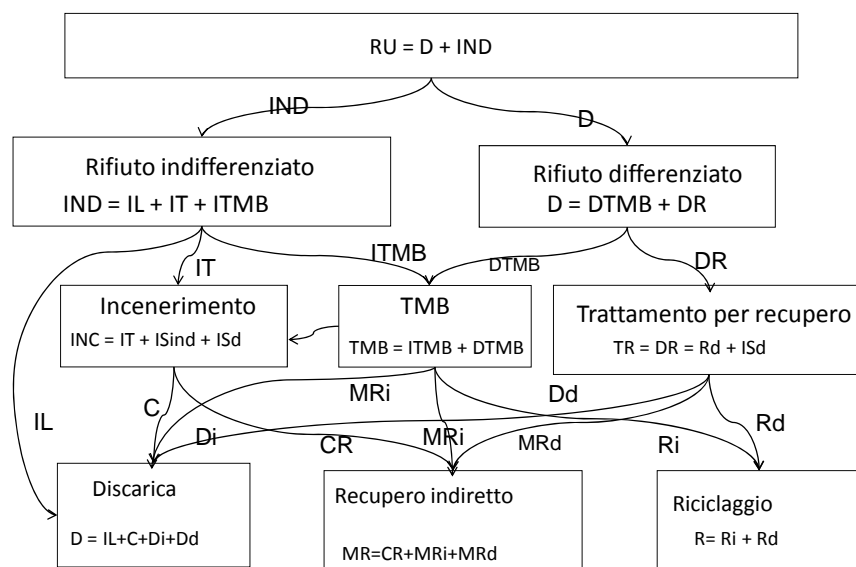 RU = D + IND
IND
D
Rifiuto indifferenziato
IND = IL + IT + ITMB
Rifiuto differenziato
D = DTMB + DR
IT
ITMB
DTMB
DR
Incenerimento
INC = IT + ISind + ISd
TMB
TMB = ITMB + DTMB
Trattamento per recupero
TR = DR = Rd + ISd
IL
C
MRi
Dd
Di
CR
MRi
MRd
Ri
Rd
Discarica
D = IL+C+Di+Dd
Recupero indiretto
MR=CR+MRi+MRd
Riciclaggio
R= Ri + Rd